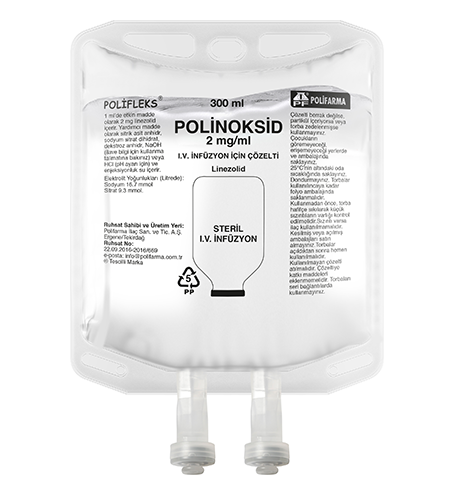 POLİFLEKS®
1 ml'de etkin madde
olarak 2 mg linezolid
içerir. Yardımcı madde
olarak sitrik asit anhidr,
sodyum sitrat dihidrat,
dekstroz anhidr, NaOH
(ilave bilgi için kullanma
talimatına bakınız) veya
HCl (pH ayarı için) ve
enjeksiyonluk su içerir.
Elektrolit Yoğunlukları (Litrede):
Sodyum 16.7 mmol
Sitrat 9.3 mmol
Ruhsat Sahibi ve Üretim Yeri:
Polifarma İlaç San. ve Tic. A.Ş.
Ergene/Tekirdağ
Ruhsat No:
22.09.2016-2016/669
e-posta: info@polifarma.com.tr
® Tescilli Marka
300 ml
POLİNOKSİD
2 mg/ml
I.V. İNFÜZYON İÇİN ÇÖZELTİ
Linezolid
STERİL
I.V. İNFÜZYON
5
PP
PF POLİFARMA
Çözelti berrak değilse,
partikül içeriyorsa veya
torba zedelenmişse
kullanmayınız.
Çocukların
göremeyeceği,
erişemeyeceği yerlerde
ve ambalajında
saklayınız.
25°C'nin altındaki oda
sıcaklığında saklayınız.
Dondurmayınız. Torbalar
kullanılıncaya kadar
folyo ambalajında
saklanmalıdır.
Kullanmadan önce, torba
hafifçe sıkılarak küçük
sızıntıların varlığı kontrol
edilmelidir. Sızıntı varsa
ilaç kullanılmamalıdır.
Kesilmiş veya açılmış
ambalajları satın
almayınız. Torbalar
açıldıktan sonra hemen
kullanılmalıdır.
Kullanılmayan çözelti
atılmalıdır. Çözeltiye
katkı maddeleri
eklenmemelidir. Torbaları
seri bağlantılarda
kullanmayınız.